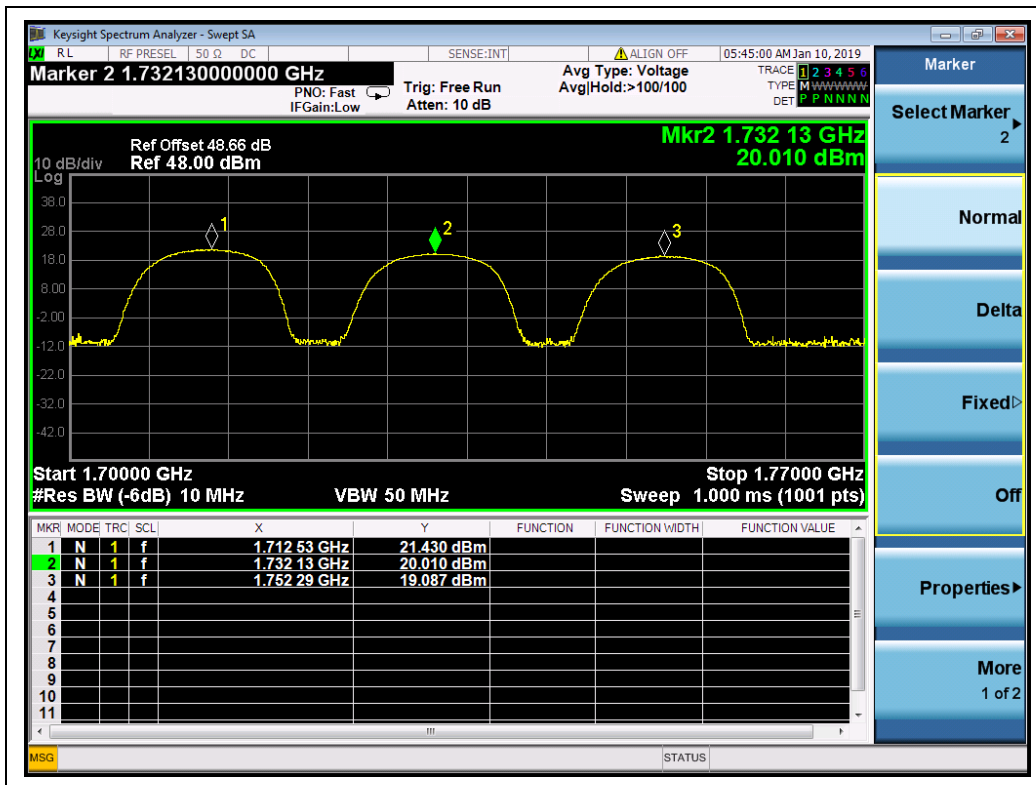 Keysight Spectrum Analyzer - Swept SA
LXI RL RF PRESEL 50 Ω DC SENSE:INT ALIGN OFF 05:45:00 AM Jan 10, 2019
Marker 2 1.732130000000 GHz
PNO: Fast
IFGain:Low
Trig: Free Run
Atten: 10 dB
Avg Type: Voltage
Avg|Hold:>100/100
TRACE 1 2 3 4 5 6
TYPE M WWWWW
DET P P N N N N
Mkr2 1.732 13 GHz
20.010 dBm
Ref Offset 48.66 dB
10 dB/div Ref 48.00 dBm
Log
38.0
28.0
18.0
8.00
-2.00
-12.0
-22.0
-32.0
-42.0
1
2
3
Start 1.70000 GHz Stop 1.77000 GHz
#Res BW (-6dB) 10 MHz VBW 50 MHz Sweep 1.000 ms (1001 pts)
MKR MODE TRC SCL X Y FUNCTION FUNCTION WIDTH FUNCTION VALUE
1 N 1 f 1.712 53 GHz 21.430 dBm
2 N 1 f 1.732 13 GHz 20.010 dBm
3 N 1 f 1.752 29 GHz 19.087 dBm
4
5
6
7
8
9
10
11
MSG STATUS
Marker
Select Marker
2
Normal
Delta
Fixed
Off
Properties
More
1 of 2